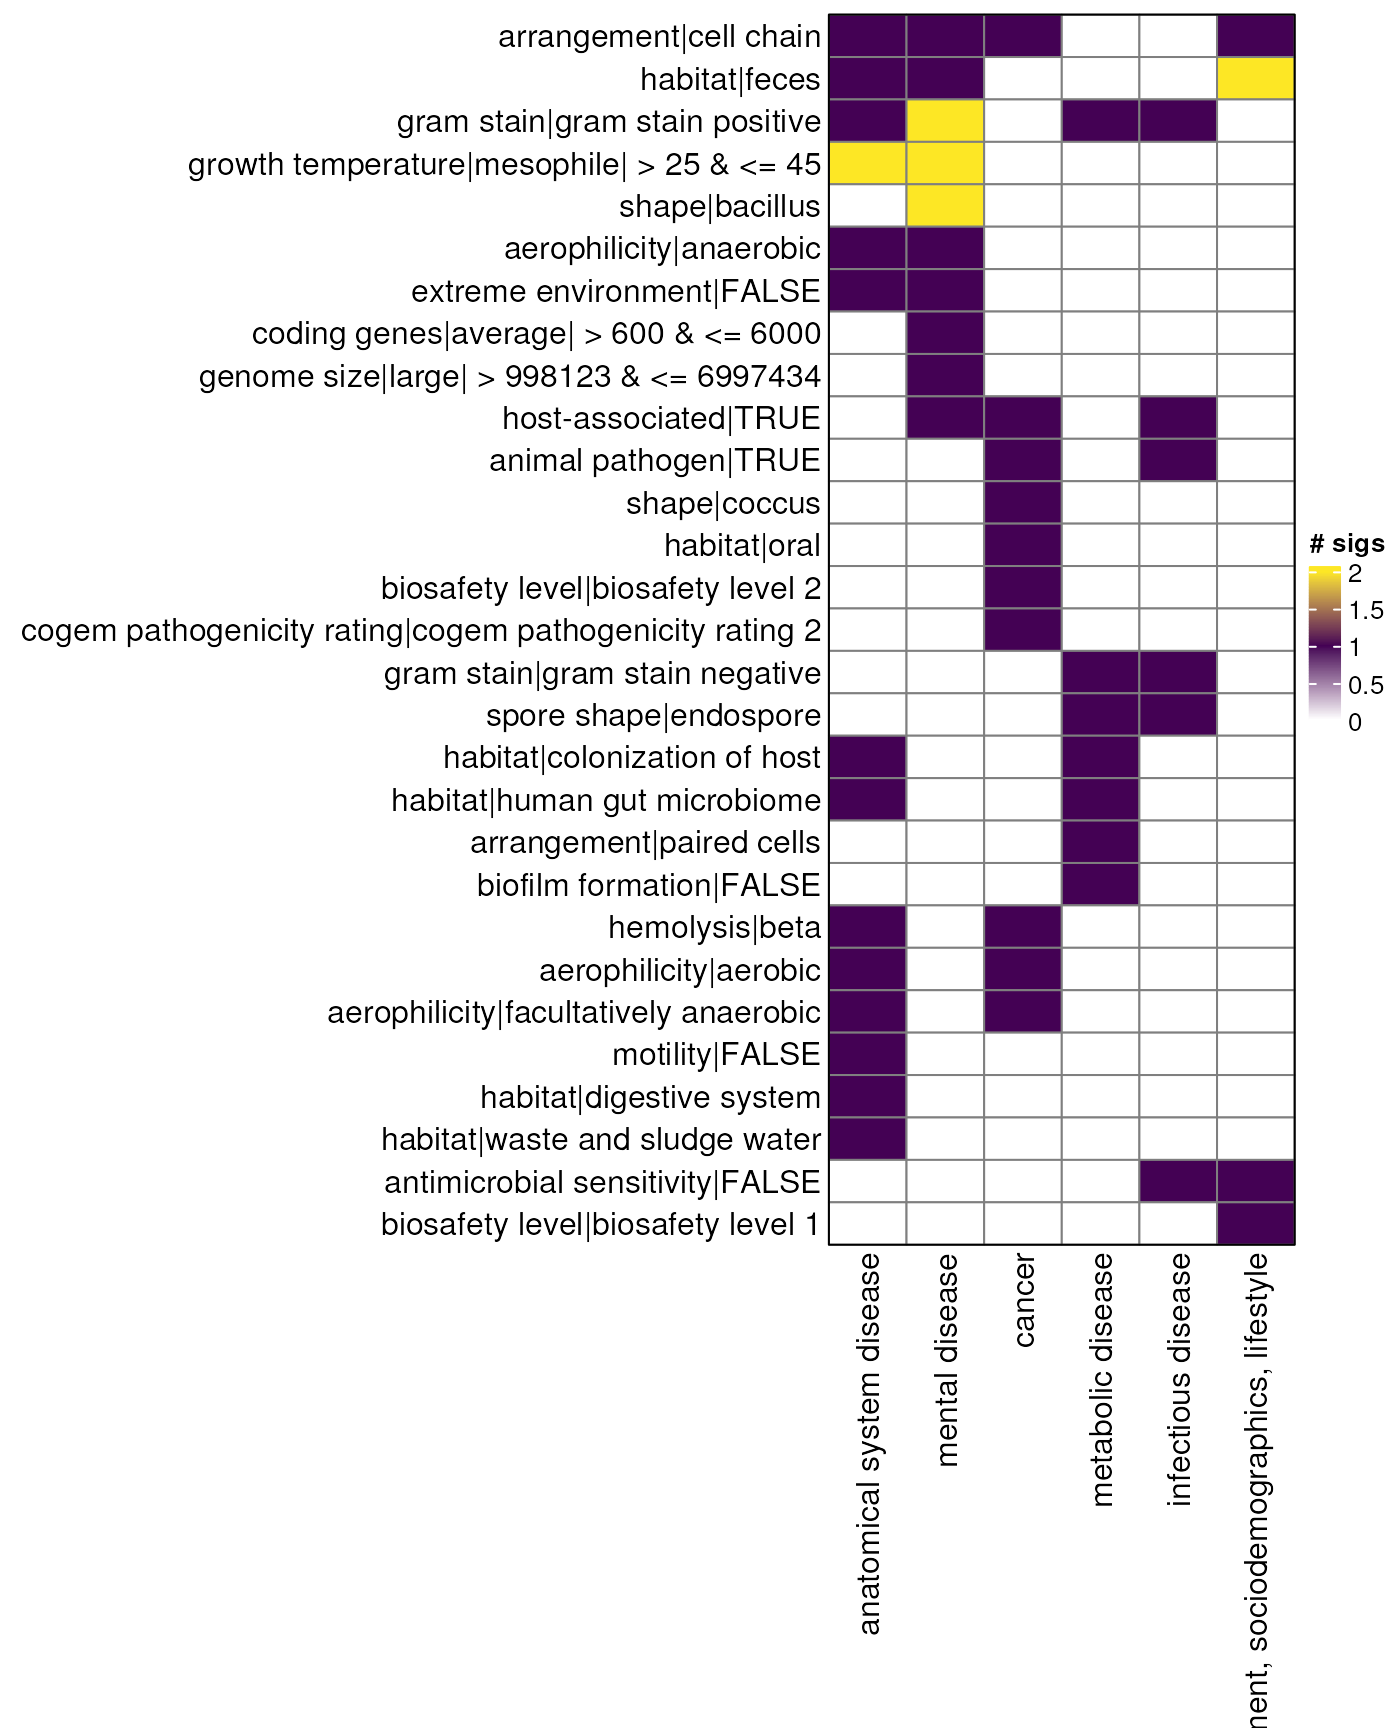 arrangement|cell chain
habitat|feces
gram stain|gram stain positive
growth temperature|mesophile| > 25 & <= 45
shape|bacillus
aerophilicity|anaerobic
extreme environment|FALSE
coding genes|average| > 600 & <= 6000
genome size|large| > 998123 & <= 6997434
host-associated|TRUE
animal pathogen|TRUE
shape|coccus
habitat|oral
biosafety level|biosafety level 2
cogem pathogenicity rating|cogem pathogenicity rating 2
gram stain|gram stain negative
spore shape|endospore
habitat|colonization of host
habitat|human gut microbiome
arrangement|paired cells
biofilm formation|FALSE
hemolysis|beta
aerophilicity|aerobic
aerophilicity|facultatively anaerobic
motility|FALSE
habitat|digestive system
habitat|waste and sludge water
antimicrobial sensitivity|FALSE
biosafety level|biosafety level 1
# sigs
2
1.5
1
0.5
0
anatomical system disease
mental disease
cancer
metabolic disease
infectious disease
sociodemographics, lifestyle